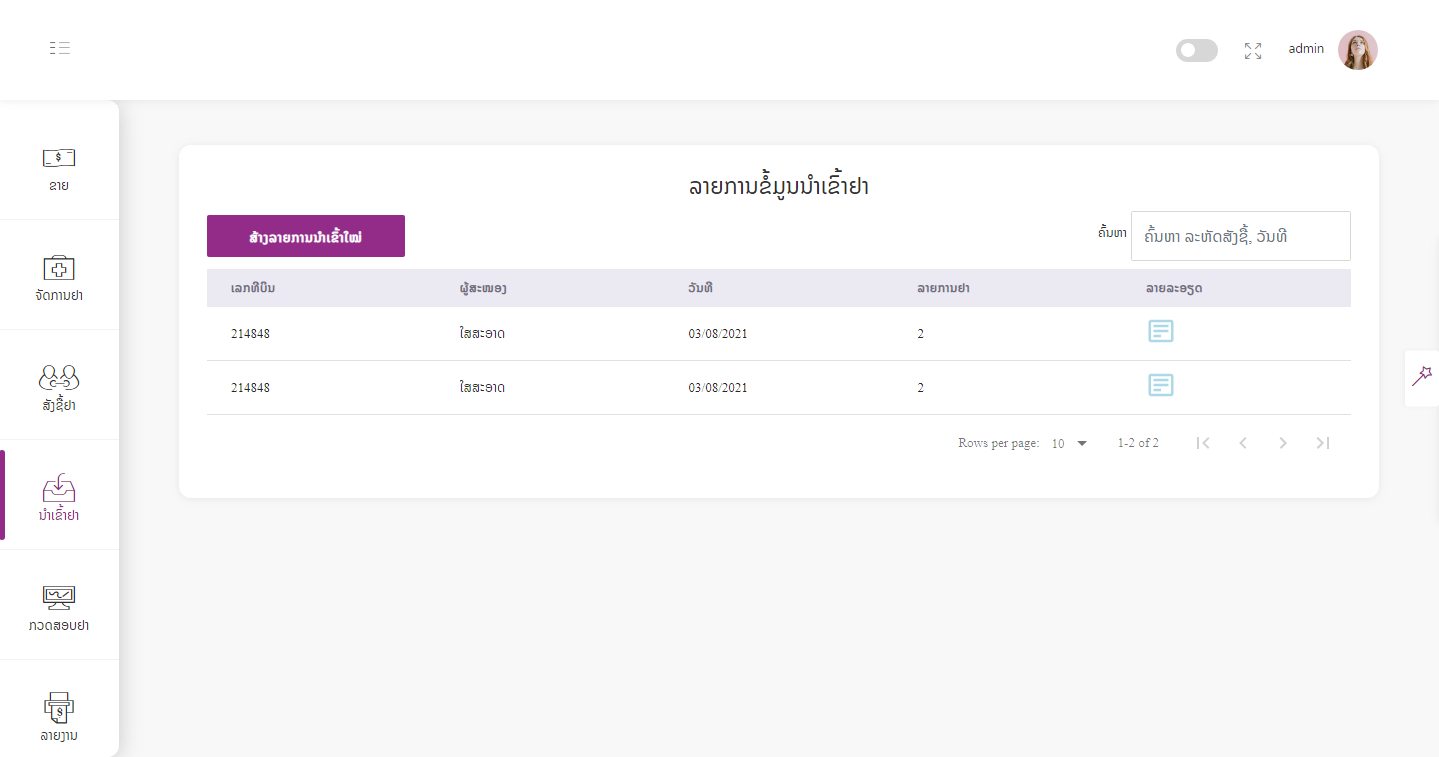 admin
ຂາຍ
ຈັດການຢາ
ສັ່ງຊື້ຢາ
ນຳເຂົ້າຢາ
ກວດສອບຢາ
ລາຍງານ
ລາຍການຂໍ້ມູນນຳເຂົ້າຢາ
ສ້າງລາຍການນຳເຂົ້າໃໝ່
ຄົ້ນຫາ ຄົ້ນຫາ ລະຫັດສັ່ງຊື້, ວັນທີ
ເລກທີບິນ ຜູ້ສະໜອງ ວັນທີ ລາຍການຢາ ລາຍລະອຽດ
214848 ໃສສະອາດ 03/08/2021 2
214848 ໃສສະອາດ 03/08/2021 2
Rows per page: 10 1-2 of 2